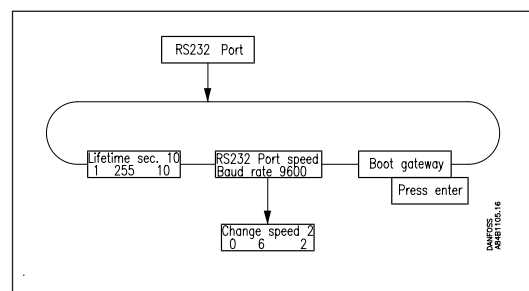 RS232 Port
Lifetime sec. 10
1 255 10
RS232 Port speed
Baud rate 9600
Boot gateway
Press enter
Change speed 2
0 6 2
DANFOSS
A84B1105.16